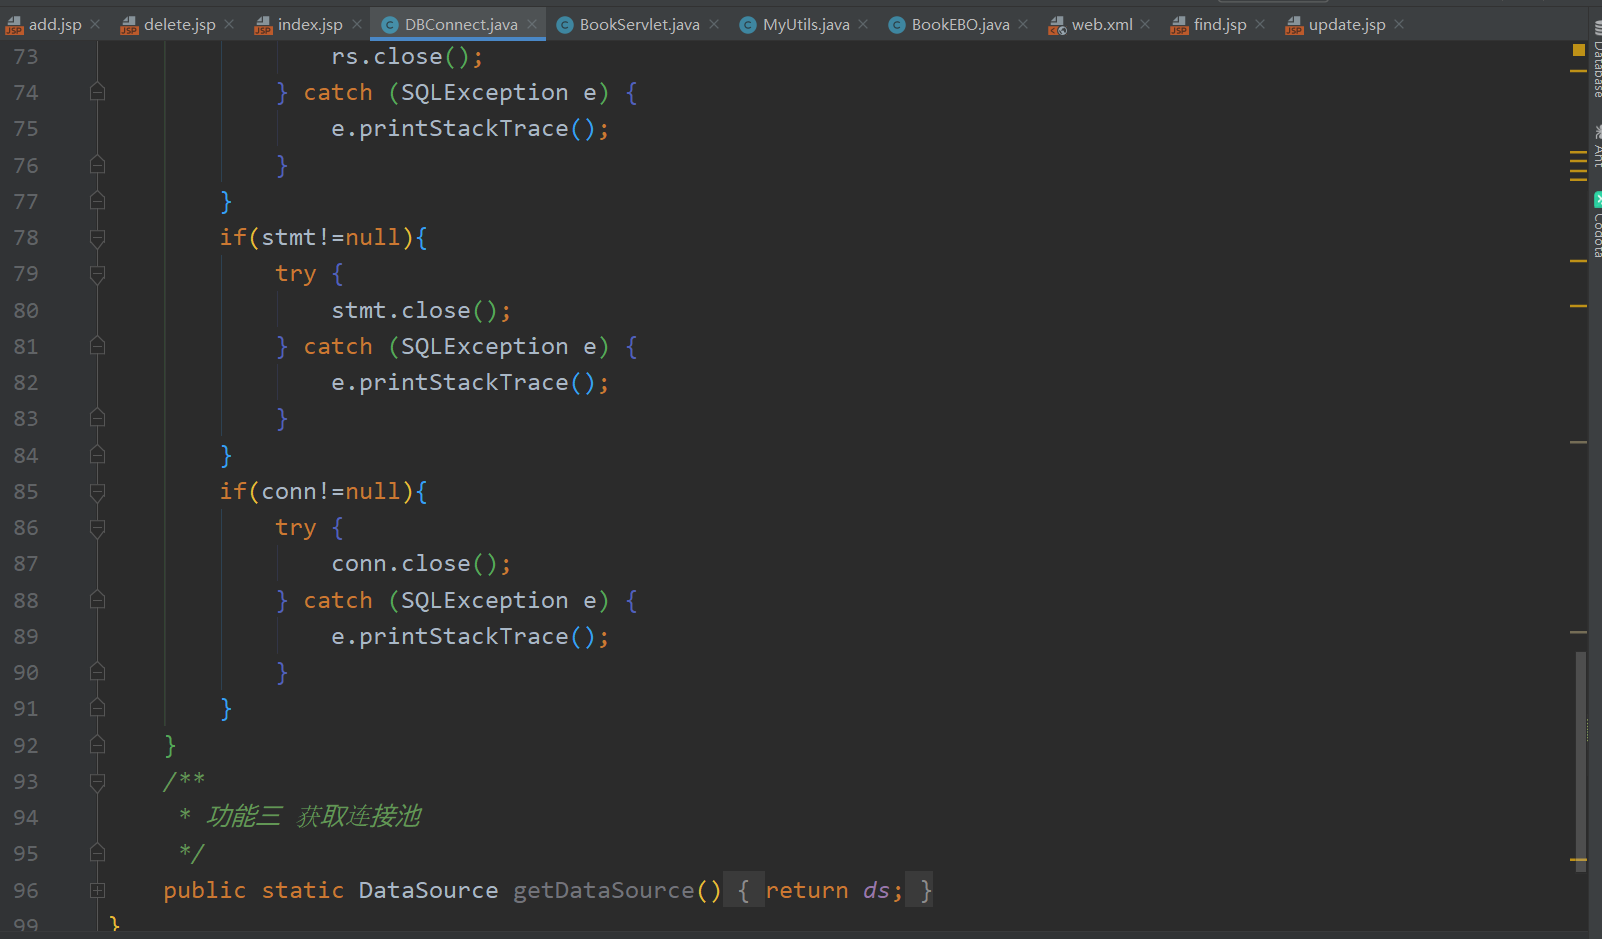 add.jsp delete.jsp index.jsp DBConnect.java BookServlet.java MyUtils.java BookEBO.java web.xml find.jsp update.jsp
73 rs.close();
74 } catch (SQLException e) {
75 e.printStackTrace();
76 }
77 }
78 if(stmt!=null){
79 try {
80 stmt.close();
81 } catch (SQLException e) {
82 e.printStackTrace();
83 }
84 }
85 if(conn!=null){
86 try {
87 conn.close();
88 } catch (SQLException e) {
89 e.printStackTrace();
90 }
91 }
92 }
93 /**
94 * 功能三 获取连接池
95 */
96 public static DataSource getDataSource() { return ds; }
99 }
Database
Ant
Codota